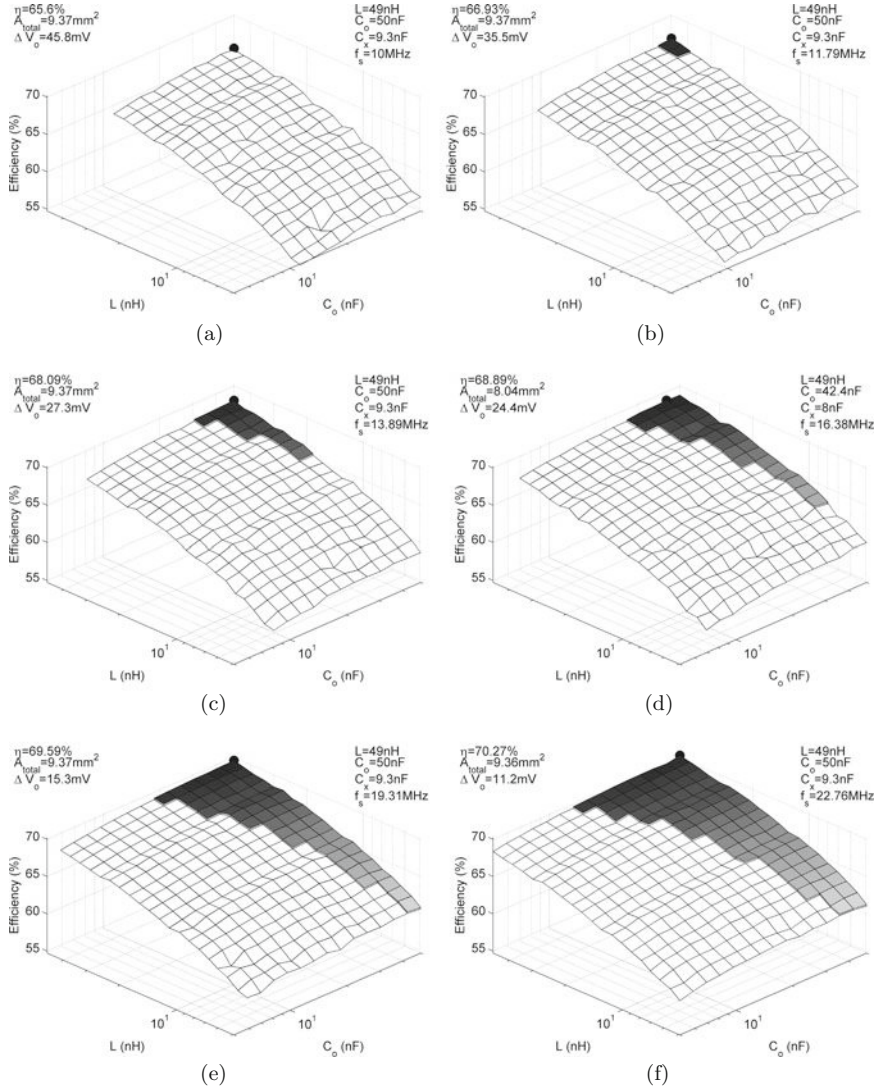 η=65.6%
A_total=9.37mm²
Δ V_o=45.8mV
L=49nH
C_o=50nF
C_x=9.3nF
f_s=10MHz
70
65
60
55
Efficiency (%)
10¹
10¹
L (nH)
C_o (nF)
(a)
η=66.93%
A_total=9.37mm²
Δ V_o=35.5mV
L=49nH
C_o=50nF
C_x=9.3nF
f_s=11.79MHz
70
65
60
55
Efficiency (%)
10¹
10¹
L (nH)
C_o (nF)
(b)
η=68.09%
A_total=9.37mm²
Δ V_o=27.3mV
L=49nH
C_o=50nF
C_x=9.3nF
f_s=13.89MHz
70
65
60
55
Efficiency (%)
10¹
10¹
L (nH)
C_o (nF)
(c)
η=68.89%
A_total=8.04mm²
Δ V_o=24.4mV
L=49nH
C_o=42.4nF
C_x=8nF
f_s=16.38MHz
70
65
60
55
Efficiency (%)
10¹
10¹
L (nH)
C_o (nF)
(d)
η=69.59%
A_total=9.37mm²
Δ V_o=15.3mV
L=49nH
C_o=50nF
C_x=9.3nF
f_s=19.31MHz
70
65
60
55
Efficiency (%)
10¹
10¹
L (nH)
C_o (nF)
(e)
η=70.27%
A_total=9.36mm²
Δ V_o=11.2mV
L=49nH
C_o=50nF
C_x=9.3nF
f_s=22.76MHz
70
65
60
55
Efficiency (%)
10¹
10¹
L (nH)
C_o (nF)
(f)